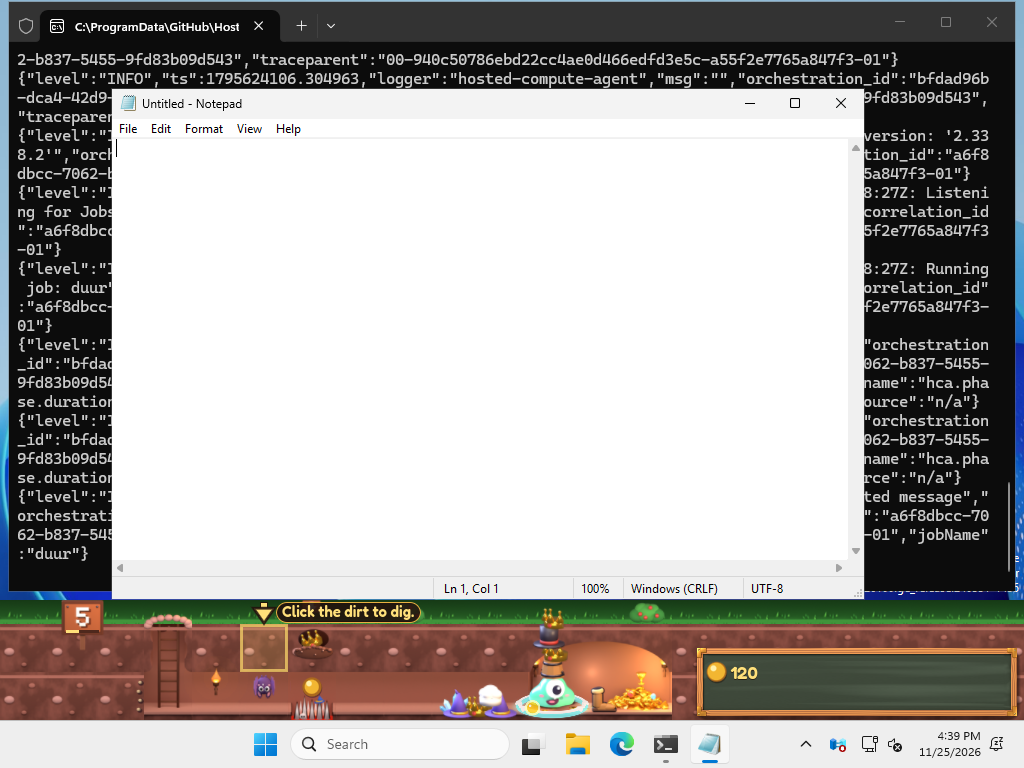 C:\ProgramData\GitHub\Host
2-b837-5455-9fd83b09d543","traceparent":"00-940c50786ebd22cc4ae0d466edfd3e5c-a55f2e7765a847f3-01"}
{"level":"INFO","ts":1795624106.304963,"logger":"hosted-compute-agent","msg":"","orchestration_id":"bfdad96b
-dca4-42d9-
9fd83b09d543",
"traceparen
Untitled - Notepad
File Edit Format View Help
{"level":"I
version: '2.33
8.2'","orch
tion_id":"a6f8
dbcc-7062-b
5a847f3-01"}
{"level":"I
8:27Z: Listeni
ng for Jobs
correlation_id
":"a6f8dbcc
5f2e7765a847f3
-01"}
{"level":"I
8:27Z: Running
job: duur"
orrelation_id"
:"a6f8dbcc-
f2e7765a847f3-
01"}
{"level":"I
"orchestration
_id":"bfdad
062-b837-5455-
9fd83b09d54
name":"hca.pha
se.duration
ource":"n/a"}
{"level":"I
"orchestration
_id":"bfdad
062-b837-5455-
9fd83b09d54
name":"hca.pha
se.duration
rce":"n/a"}
{"level":"I
ted message","
orchestrati
":"a6f8dbcc-70
62-b837-545
-01","jobName"
:"duur"}
Ln 1, Col 1 100% Windows (CRLF) UTF-8
5
Click the dirt to dig.
120
Search
4:39 PM
11/25/2026